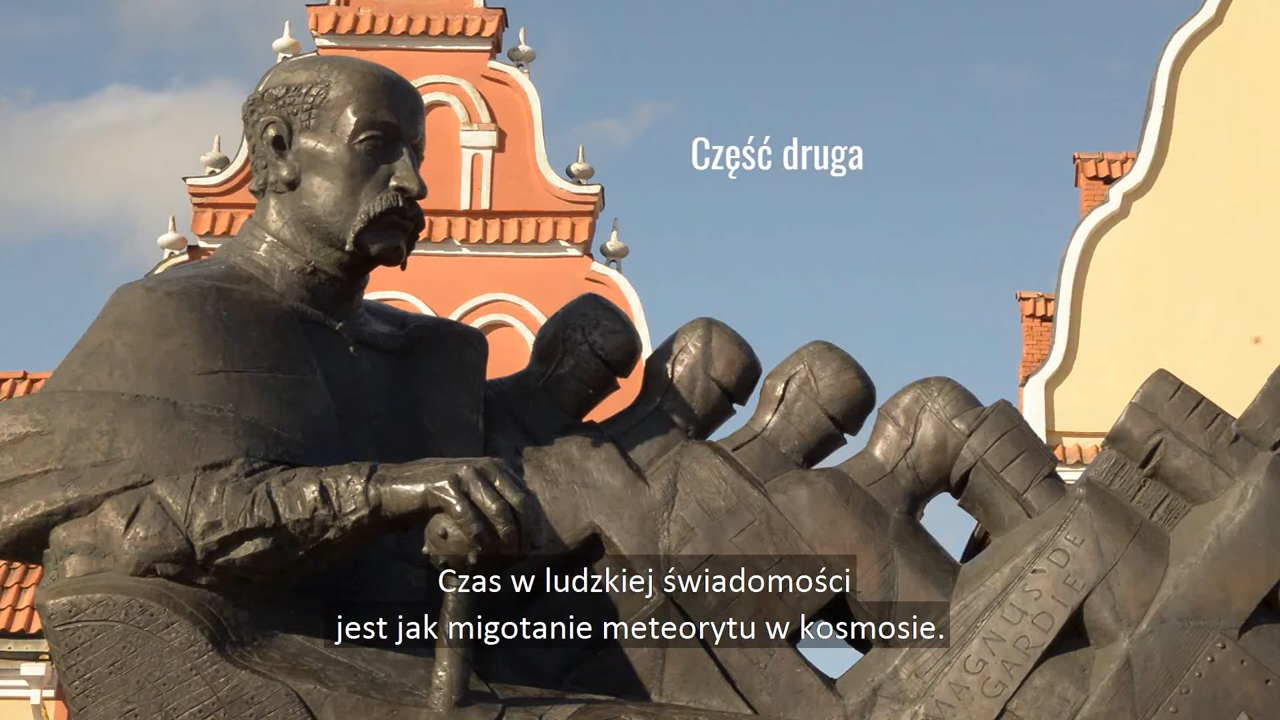 Część druga
Czas w ludzkiej świadomości
jest jak migotanie meteorytu w kosmosie.
MAGNUS DE
GARDIE